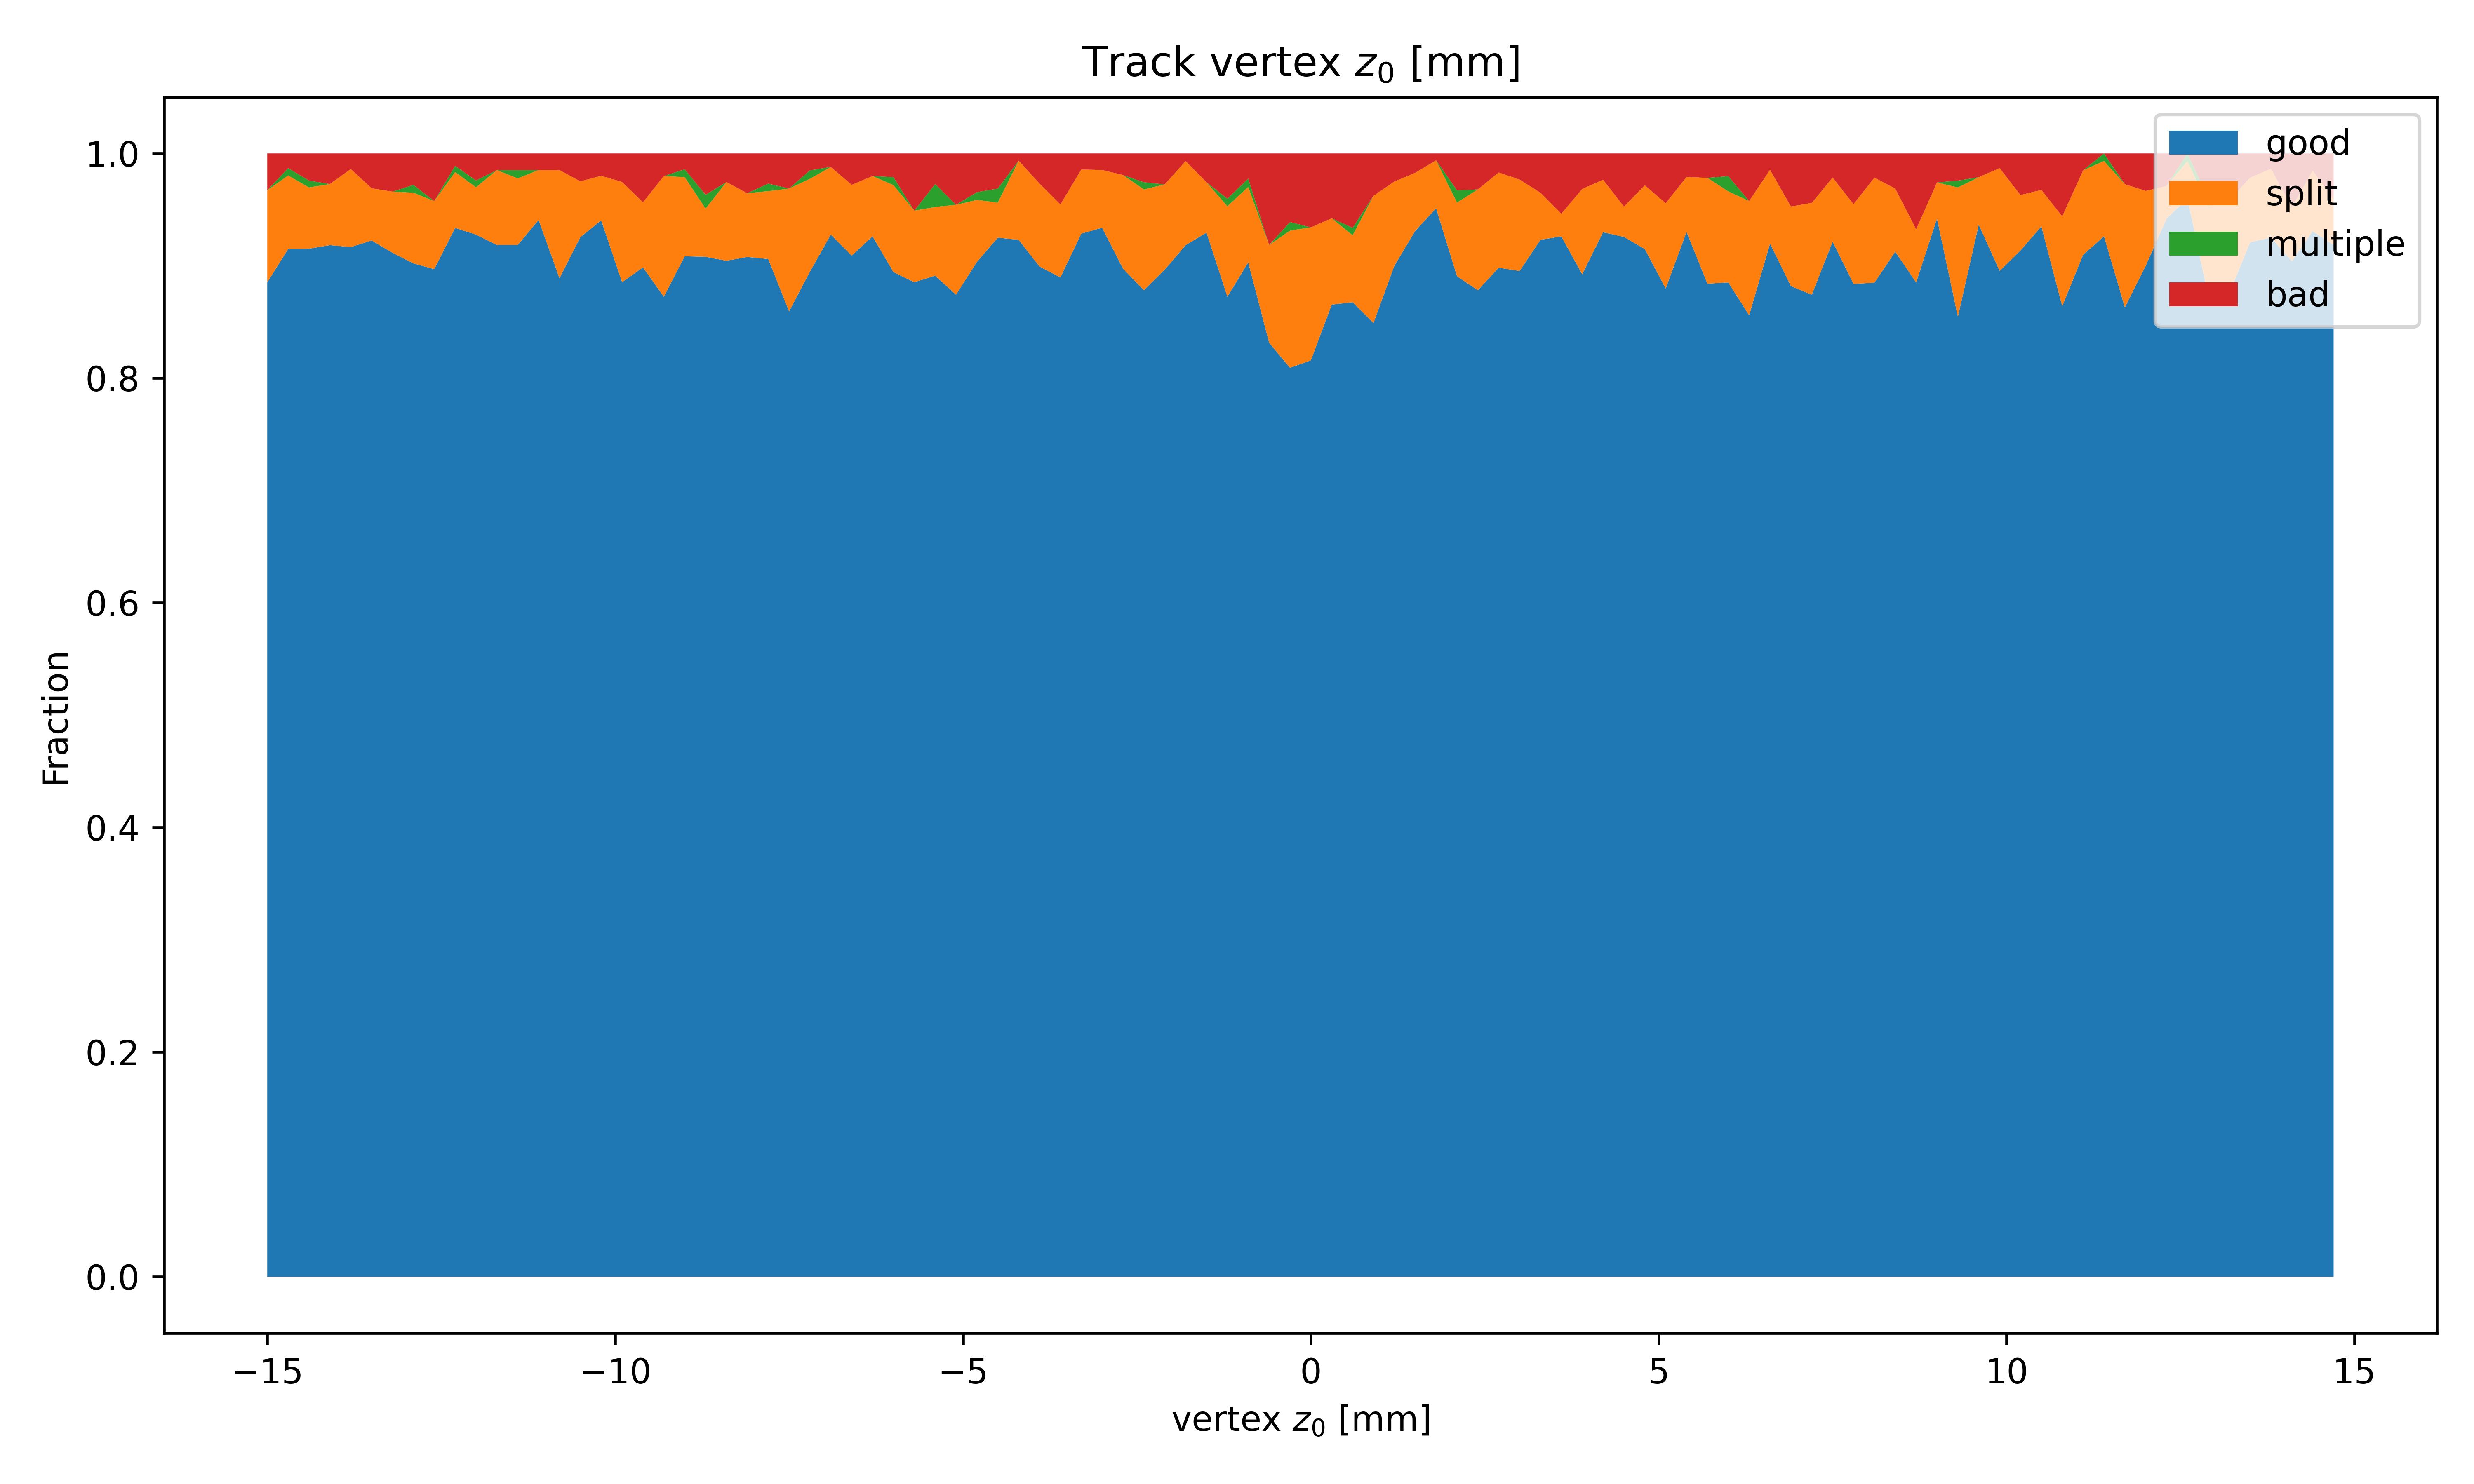 Track vertex z₀ [mm]
good
split
multiple
bad
1.0
0.8
0.6
0.4
0.2
0.0
Fraction
−15
−10
−5
0
5
10
15
vertex z₀ [mm]